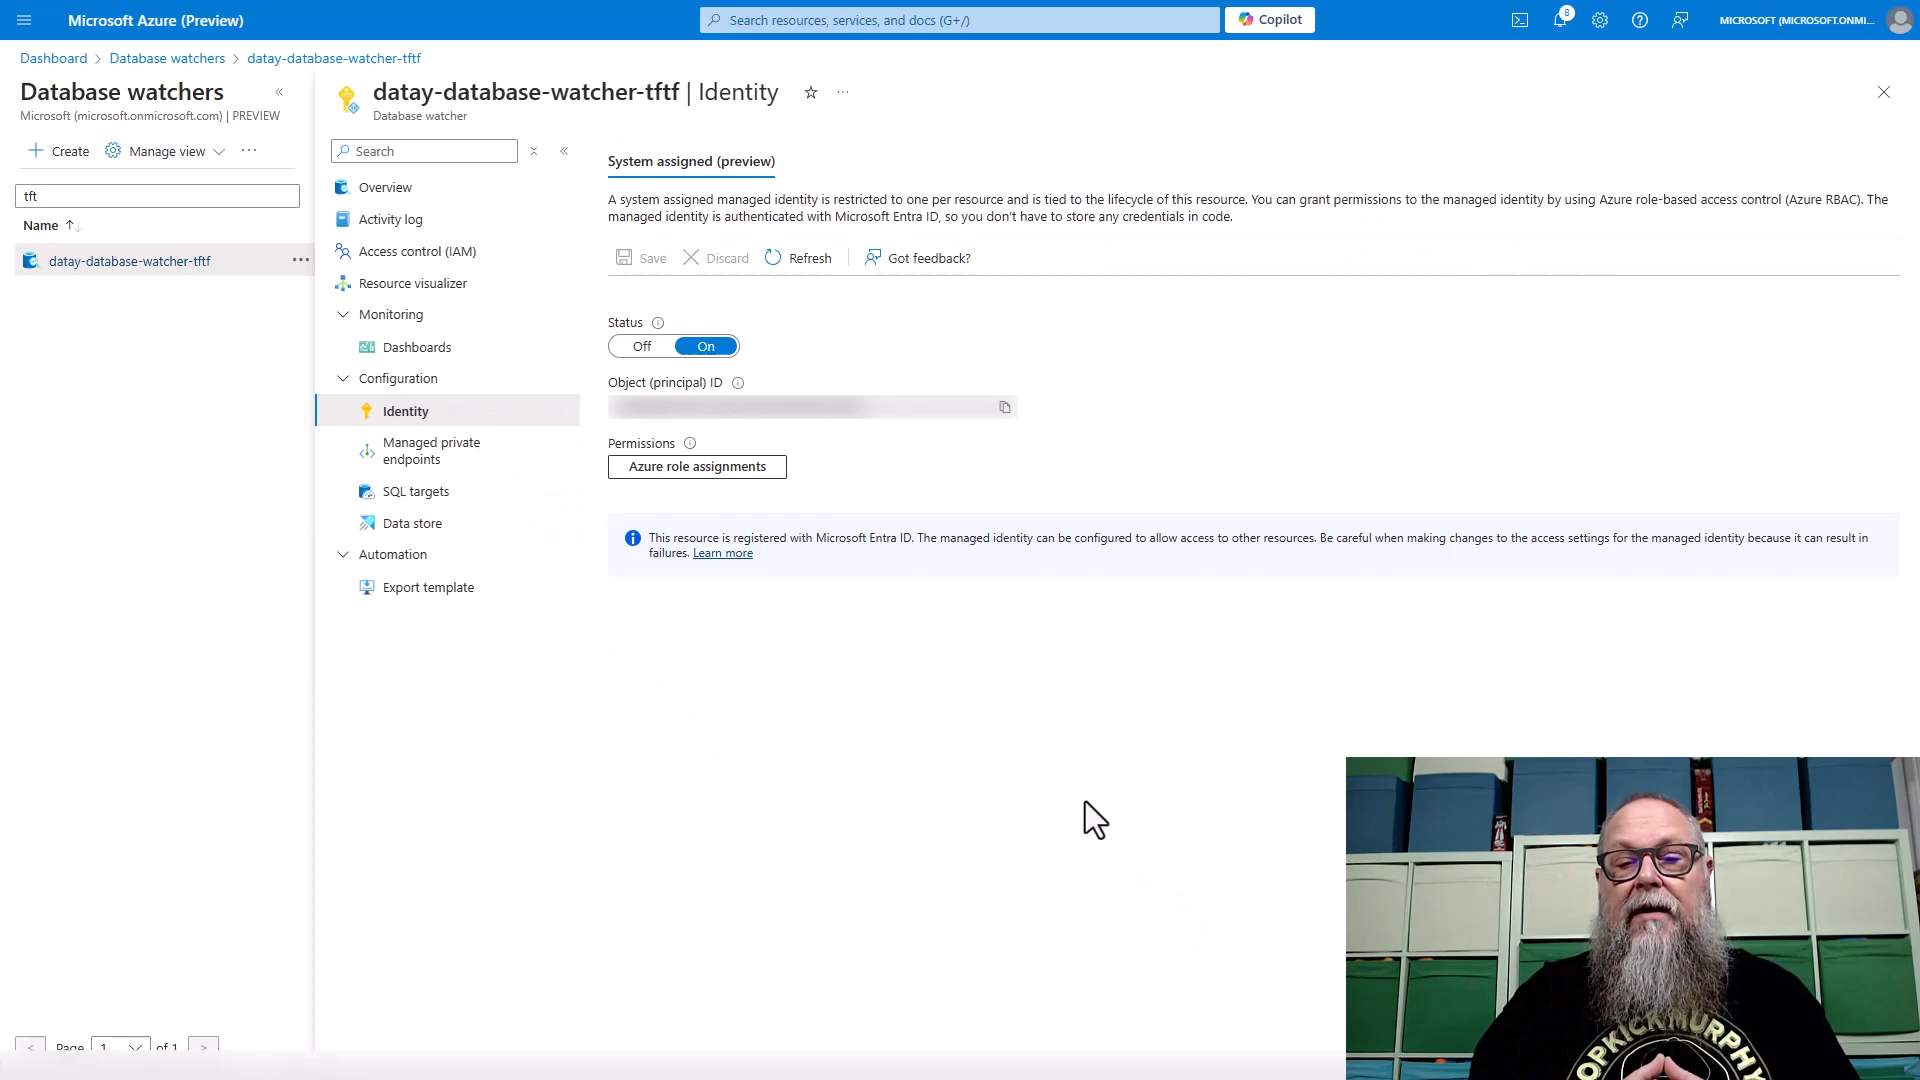 Microsoft Azure (Preview)
Search resources, services, and docs (G+/)
Copilot
8
MICROSOFT (MICROSOFT.ONMI...
Dashboard > Database watchers > datay-database-watcher-tftf
Database watchers
Microsoft (microsoft.onmicrosoft.com) | PREVIEW
Create
Manage view
tft
Name
datay-database-watcher-tftf
Page 1 of 1
datay-database-watcher-tftf | Identity
Database watcher
Search
Overview
Activity log
Access control (IAM)
Resource visualizer
Monitoring
Dashboards
Configuration
Identity
Managed private
endpoints
SQL targets
Data store
Automation
Export template
System assigned (preview)
A system assigned managed identity is restricted to one per resource and is tied to the lifecycle of this resource. You can grant permissions to the managed identity by using Azure role-based access control (Azure RBAC). The
managed identity is authenticated with Microsoft Entra ID, so you don't have to store any credentials in code.
Save
Discard
Refresh
Got feedback?
Status
Off On
Object (principal) ID
Permissions
Azure role assignments
This resource is registered with Microsoft Entra ID. The managed identity can be configured to allow access to other resources. Be careful when making changes to the access settings for the managed identity because it can result in
failures. Learn more